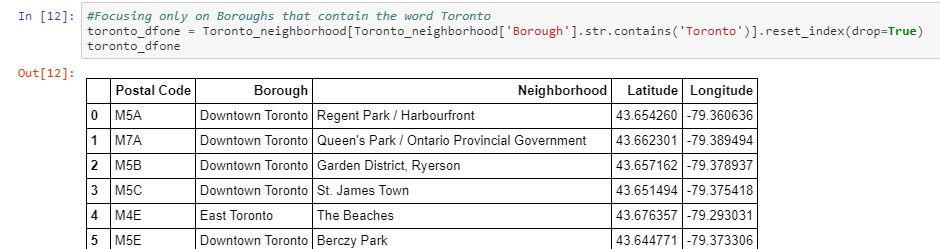 In [12]: #Focusing only on Boroughs that contain the word Toronto
toronto_dfone = Toronto_neighborhood[Toronto_neighborhood['Borough'].str.contains('Toronto')].reset_index(drop=True)
toronto_dfone
Out[12]:
Postal Code Borough Neighborhood Latitude Longitude
0 M5A Downtown Toronto Regent Park / Harbourfront 43.654260 -79.360636
1 M7A Downtown Toronto Queen's Park / Ontario Provincial Government 43.662301 -79.389494
2 M5B Downtown Toronto Garden District, Ryerson 43.657162 -79.378937
3 M5C Downtown Toronto St. James Town 43.651494 -79.375418
4 M4E East Toronto The Beaches 43.676357 -79.293031
5 M5E Downtown Toronto Berczy Park 43.644771 -79.373306